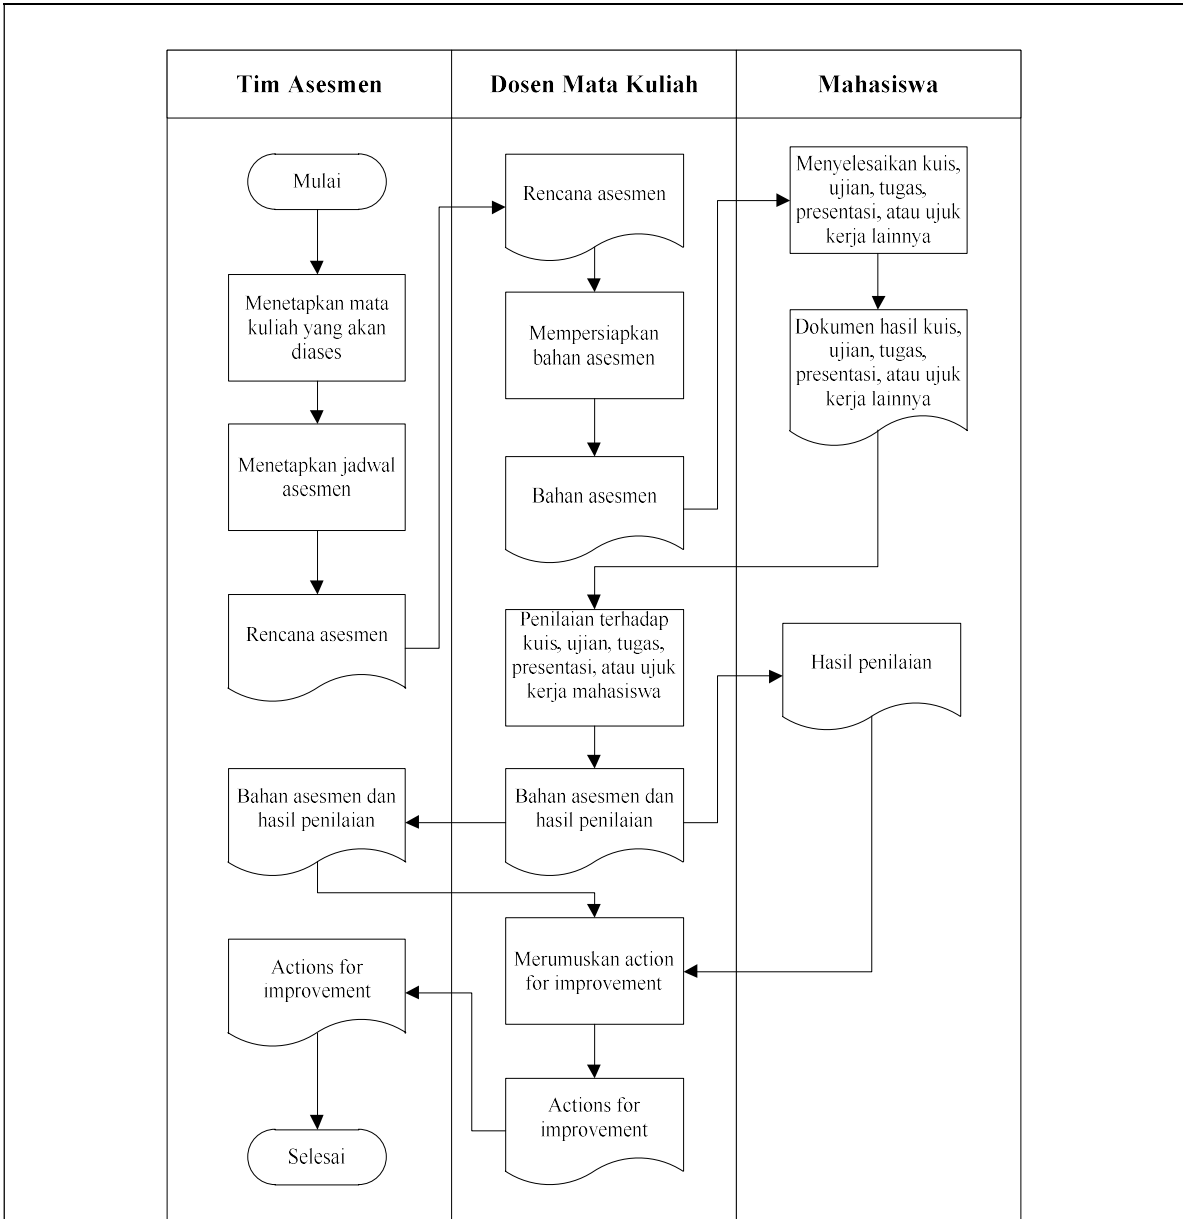 Tim Asesmen
Dosen Mata Kuliah
Mahasiswa
Mulai
Menetapkan mata
kuliah yang akan
diases
Menetapkan jadwal
asesmen
Rencana asesmen
Rencana asesmen
Mempersiapkan
bahan asesmen
Bahan asesmen
Menyelesaikan kuis,
ujian, tugas,
presentasi, atau ujuk
kerja lainnya
Dokumen hasil kuis,
ujian, tugas,
presentasi, atau ujuk
kerja lainnya
Penilaian terhadap
kuis, ujian, tugas,
presentasi, atau ujuk
kerja mahasiswa
Bahan asesmen dan
hasil penilaian
Bahan asesmen dan
hasil penilaian
Hasil penilaian
Merumuskan action
for improvement
Actions for
improvement
Actions for
improvement
Selesai